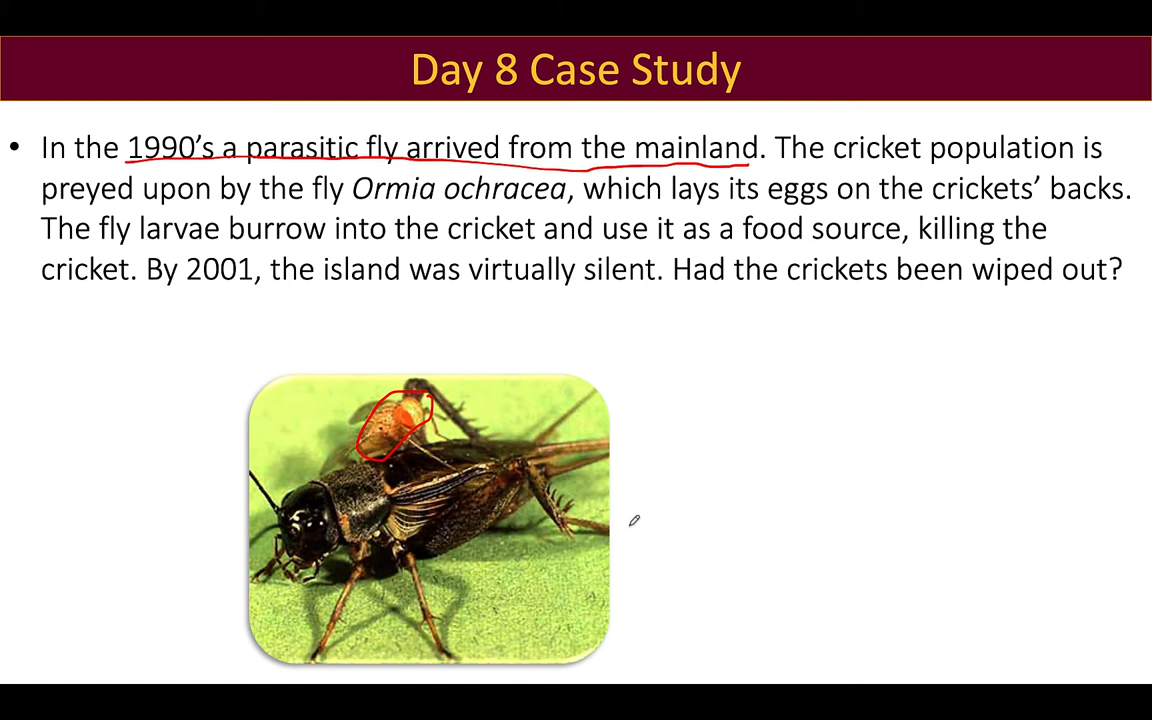 Day 8 Case Study
• In the 1990’s a parasitic fly arrived from the mainland. The cricket population is
preyed upon by the fly Ormia ochracea, which lays its eggs on the crickets’ backs.
The fly larvae burrow into the cricket and use it as a food source, killing the
cricket. By 2001, the island was virtually silent. Had the crickets been wiped out?